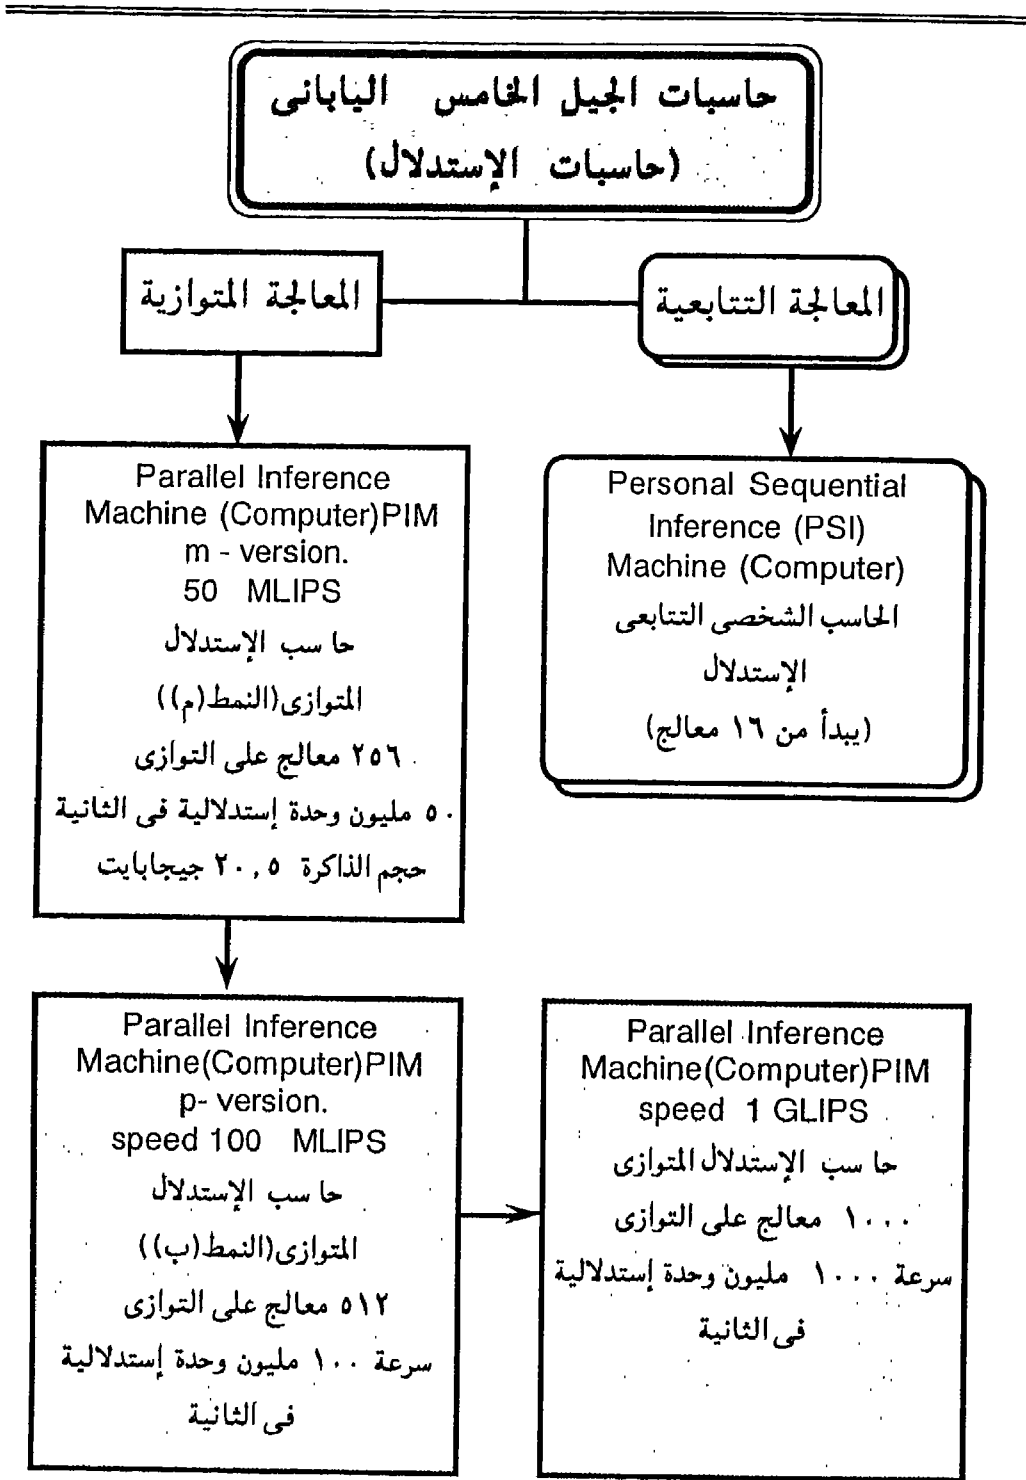 حاسبات الجيل الخامس اليابانى
(حاسبات الإستدلال)
المعالجة التتابعية
المعالجة المتوازية
Personal Sequential
Inference (PSI)
Machine (Computer)
الحاسب الشخصى التتابعى
الإستدلال
(يبدأ من ١٦ معالج)
Parallel Inference
Machine (Computer)PIM
m - version.
50 MLIPS
حا سب الإستدلال
المتوازى(النمط(م))
٢٥٦ معالج على التوازى
٥٠ مليون وحدة إستدلالية فى الثانية
حجم الذاكرة ٢٠,٥ جيجابايت
Parallel Inference
Machine(Computer)PIM
p- version.
speed 100 MLIPS
حا سب الإستدلال
المتوازى(النمط(ب))
٥١٢ معالج على التوازى
سرعة ١٠٠ مليون وحدة إستدلالية
فى الثانية
Parallel Inference
Machine(Computer)PIM
speed 1 GLIPS
حا سب الإستدلال المتوازى
١٠٠٠ معالج على التوازى
سرعة ١٠٠٠ مليون وحدة إستدلالية
فى الثانية